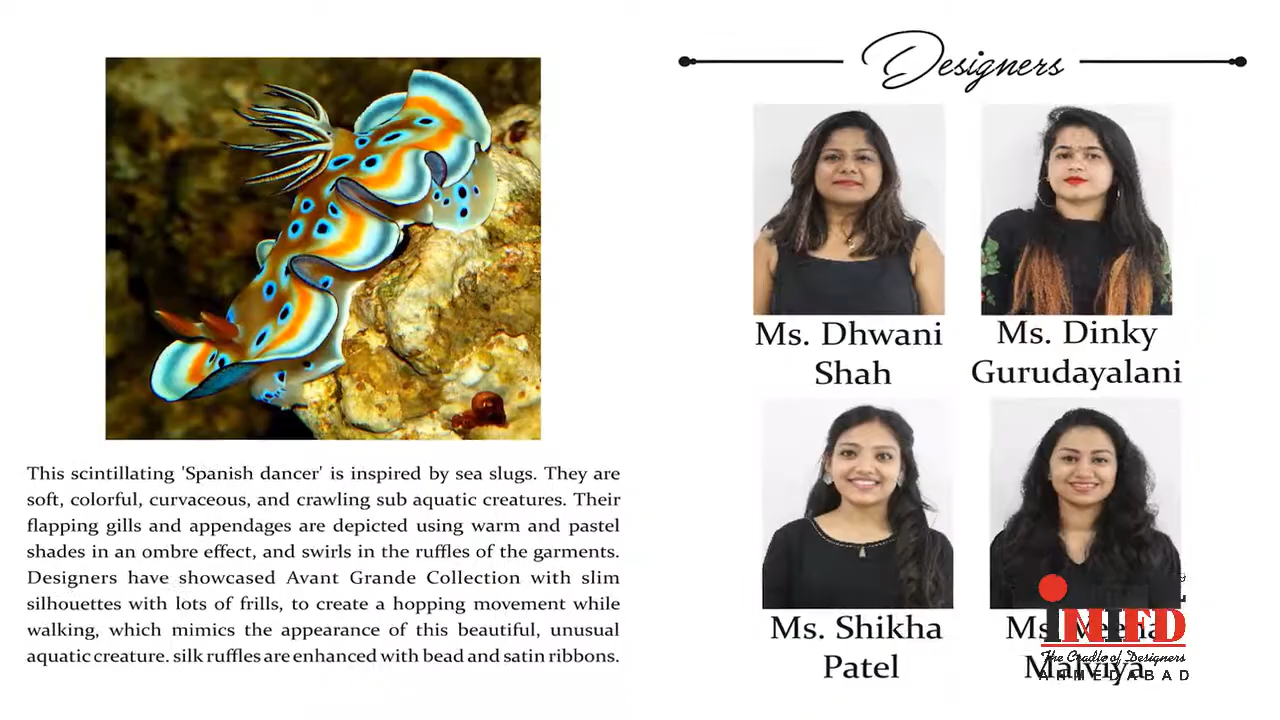 This scintillating 'Spanish dancer' is inspired by sea slugs. They are
soft, colorful, curvaceous, and crawling sub aquatic creatures. Their
flapping gills and appendages are depicted using warm and pastel
shades in an ombre effect, and swirls in the ruffles of the garments.
Designers have showcased Avant Grande Collection with slim
silhouettes with lots of frills, to create a hopping movement while
walking, which mimics the appearance of this beautiful, unusual
aquatic creature. silk ruffles are enhanced with bead and satin ribbons.
Designers
Ms. Dhwani
Shah
Ms. Dinky
Gurudayalani
Ms. Shikha
Patel
Ms.
Malviya
The Cradle of Designers
AHMEDABAD